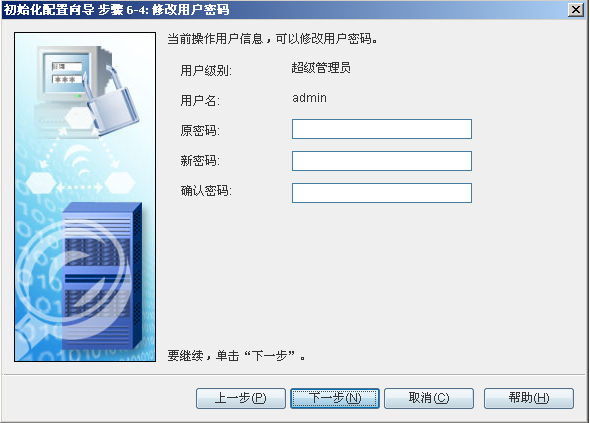 初始化配置向导 步骤 6-4: 修改用户密码
当前操作用户信息，可以修改用户密码。
用户级别: 超级管理员
用户名: admin
原密码:
新密码:
确认密码:
要继续，单击“下一步”。
上一步(P) 下一步(N) 取消(C) 帮助(H)